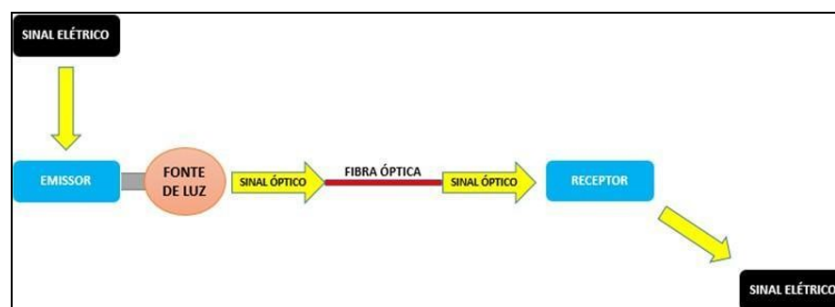 SINAL ELÉTRICO
EMISSOR
FONTE
DE LUZ
SINAL ÓPTICO
FIBRA ÓPTICA
SINAL ÓPTICO
RECEPTOR
SINAL ELÉTRICO